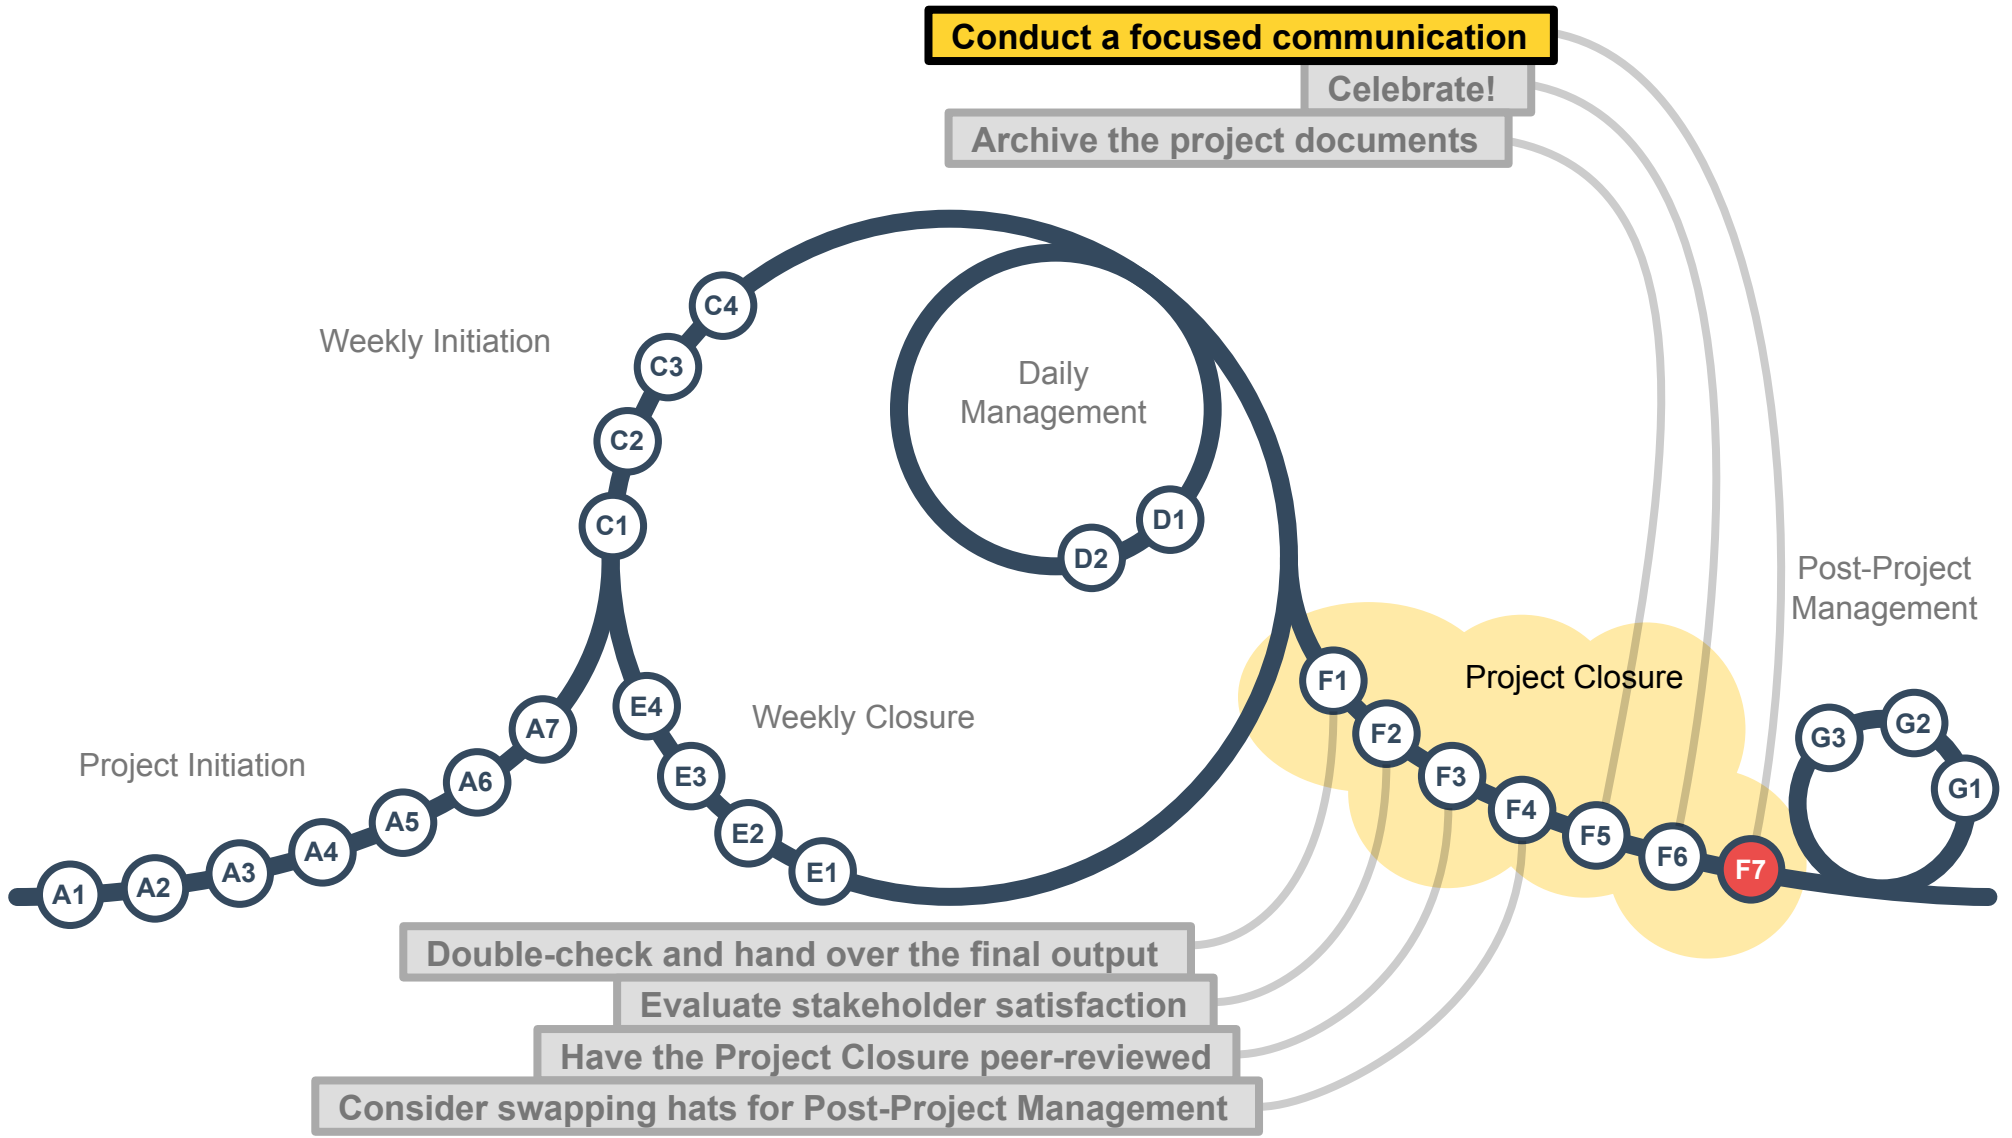 Conduct a focused communication
Celebrate!
Archive the project documents
Weekly Initiation
C4
C3
C2
C1
Daily
Management
D1
D2
Post-Project
Management
Project Closure
Weekly Closure
Project Initiation
A1
A2
A3
A4
A5
A6
A7
E4
E3
E2
E1
F1
F2
F3
F4
F5
F6
F7
G3
G2
G1
Double-check and hand over the final output
Evaluate stakeholder satisfaction
Have the Project Closure peer-reviewed
Consider swapping hats for Post-Project Management